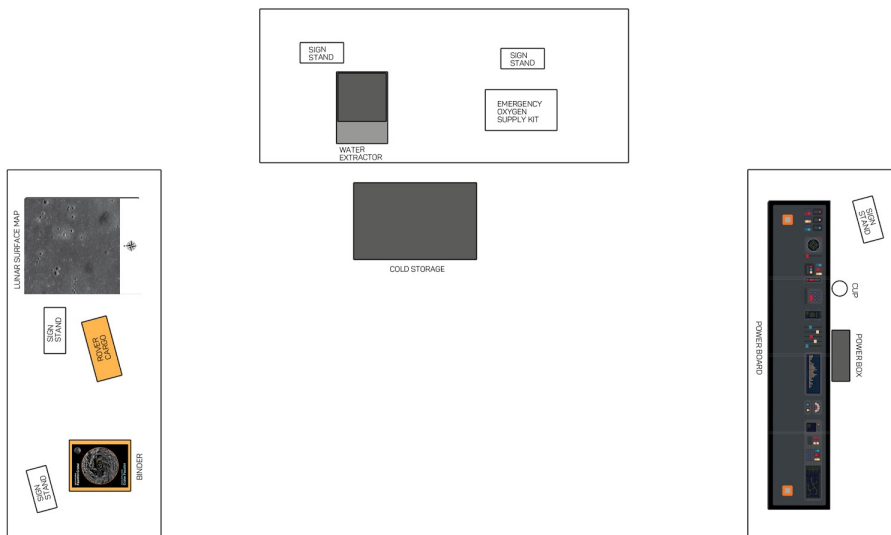 SIGN
STAND
SIGN
STAND
EMERGENCY
OXYGEN
SUPPLY KIT
WATER
EXTRACTOR
COLD STORAGE
LUNAR SURFACE MAP
SIGN
STAND
ROVER
CARGO
BINDER
SIGN
STAND
SIGN
STAND
CUP
POWER BOX
POWER BOARD